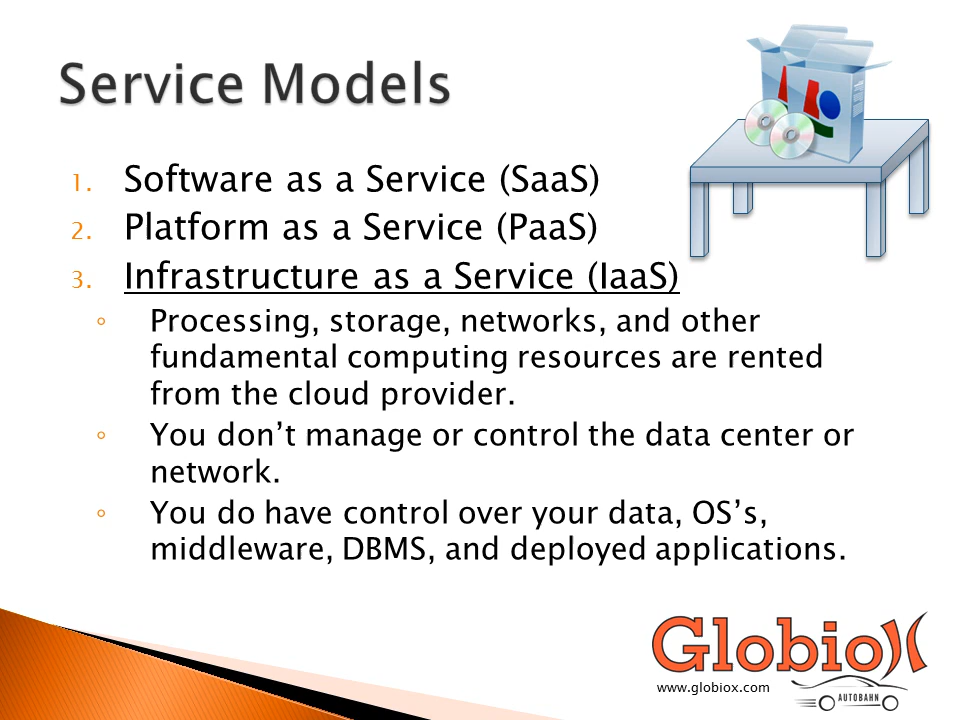 Service Models
1. Software as a Service (SaaS)
2. Platform as a Service (PaaS)
3. Infrastructure as a Service (IaaS)
◦ Processing, storage, networks, and other
fundamental computing resources are rented
from the cloud provider.
◦ You don’t manage or control the data center or
network.
◦ You do have control over your data, OS’s,
middleware, DBMS, and deployed applications.
Globiox
www.globiox.com
AUTOBAHN